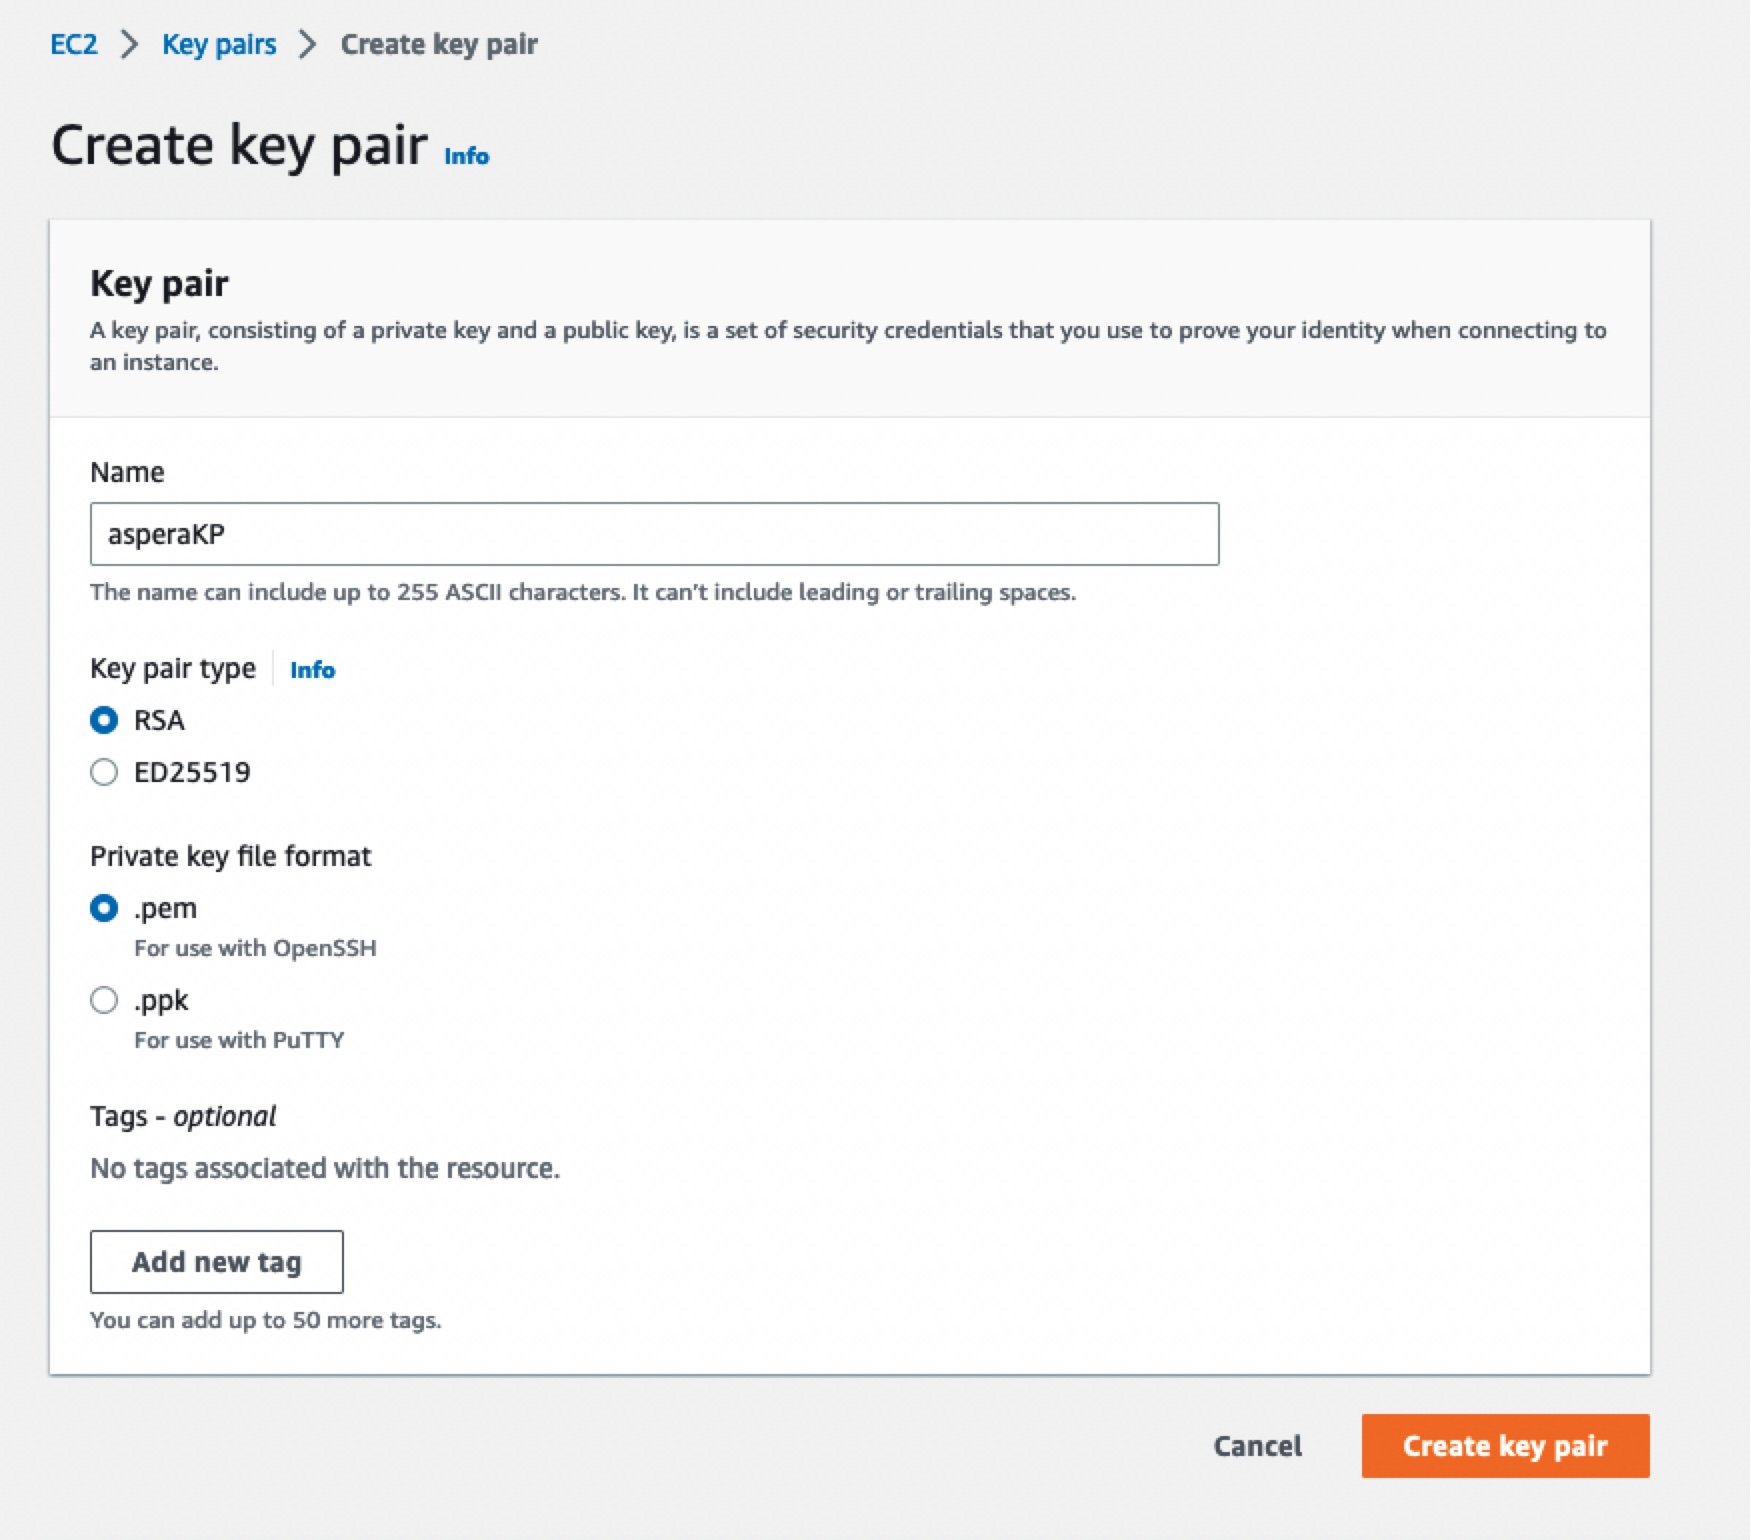 EC2 > Key pairs > Create key pair
Create key pair Info
Key pair
A key pair, consisting of a private key and a public key, is a set of security credentials that you use to prove your identity when connecting to
an instance.
Name
asperaKP
The name can include up to 255 ASCII characters. It can't include leading or trailing spaces.
Key pair type Info
RSA
ED25519
Private key file format
.pem
For use with OpenSSH
.ppk
For use with PuTTY
Tags - optional
No tags associated with the resource.
Add new tag
You can add up to 50 more tags.
Cancel Create key pair